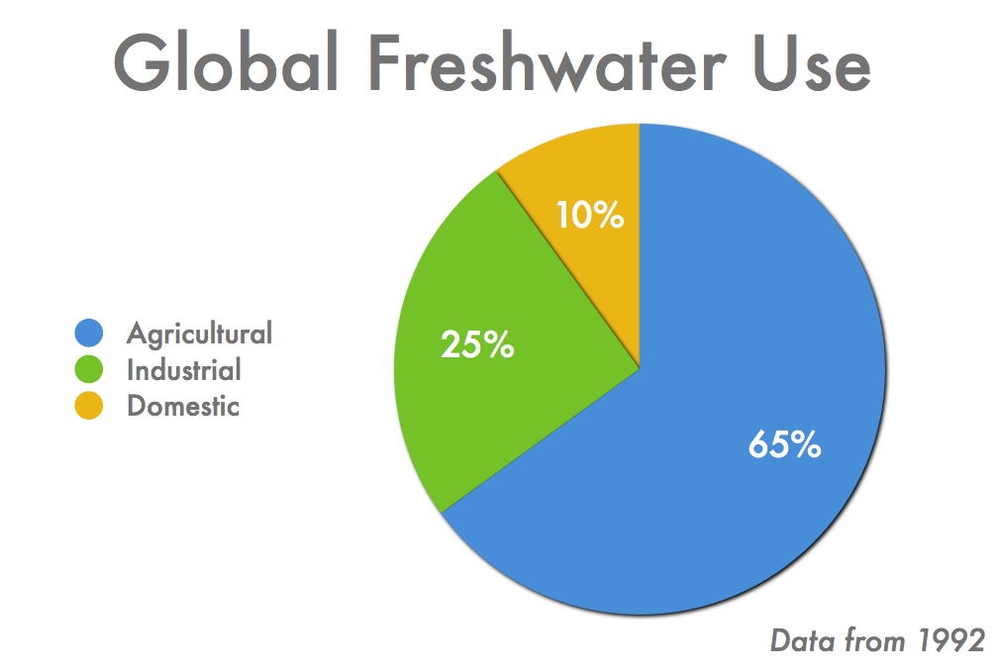 Global Freshwater Use
10%
25%
Agricultural
Industrial
Domestic
65%
Data from 1992